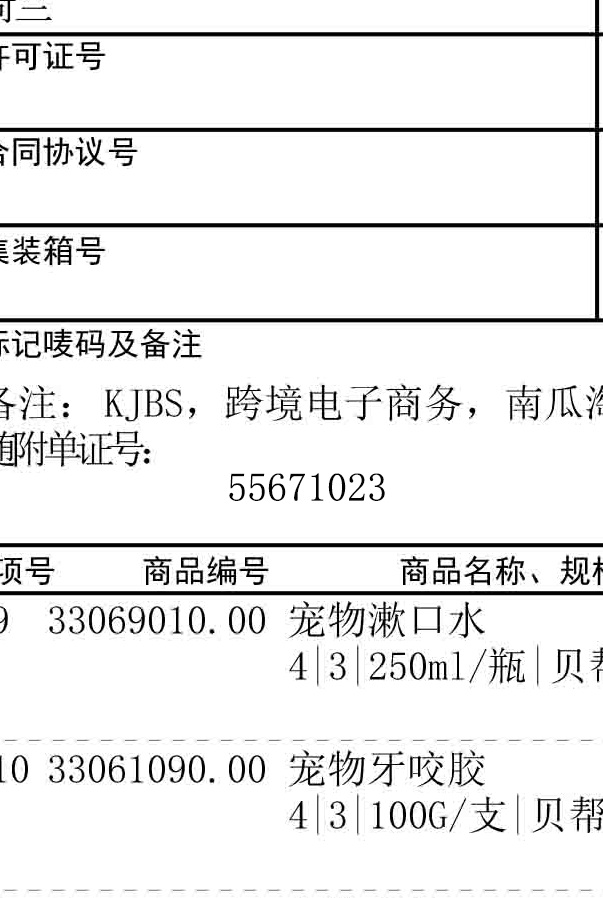 可三
许可证号
合同协议号
集装箱号
标记唛码及备注
备注: KJBS，跨境电子商务，南瓜
随附单证号:
55671023
项号 商品编号 商品名称、规
9 33069010.00 宠物漱口水
4|3|250ml/瓶|贝
10 33061090.00 宠物牙咬胶
4|3|100G/支|贝帮